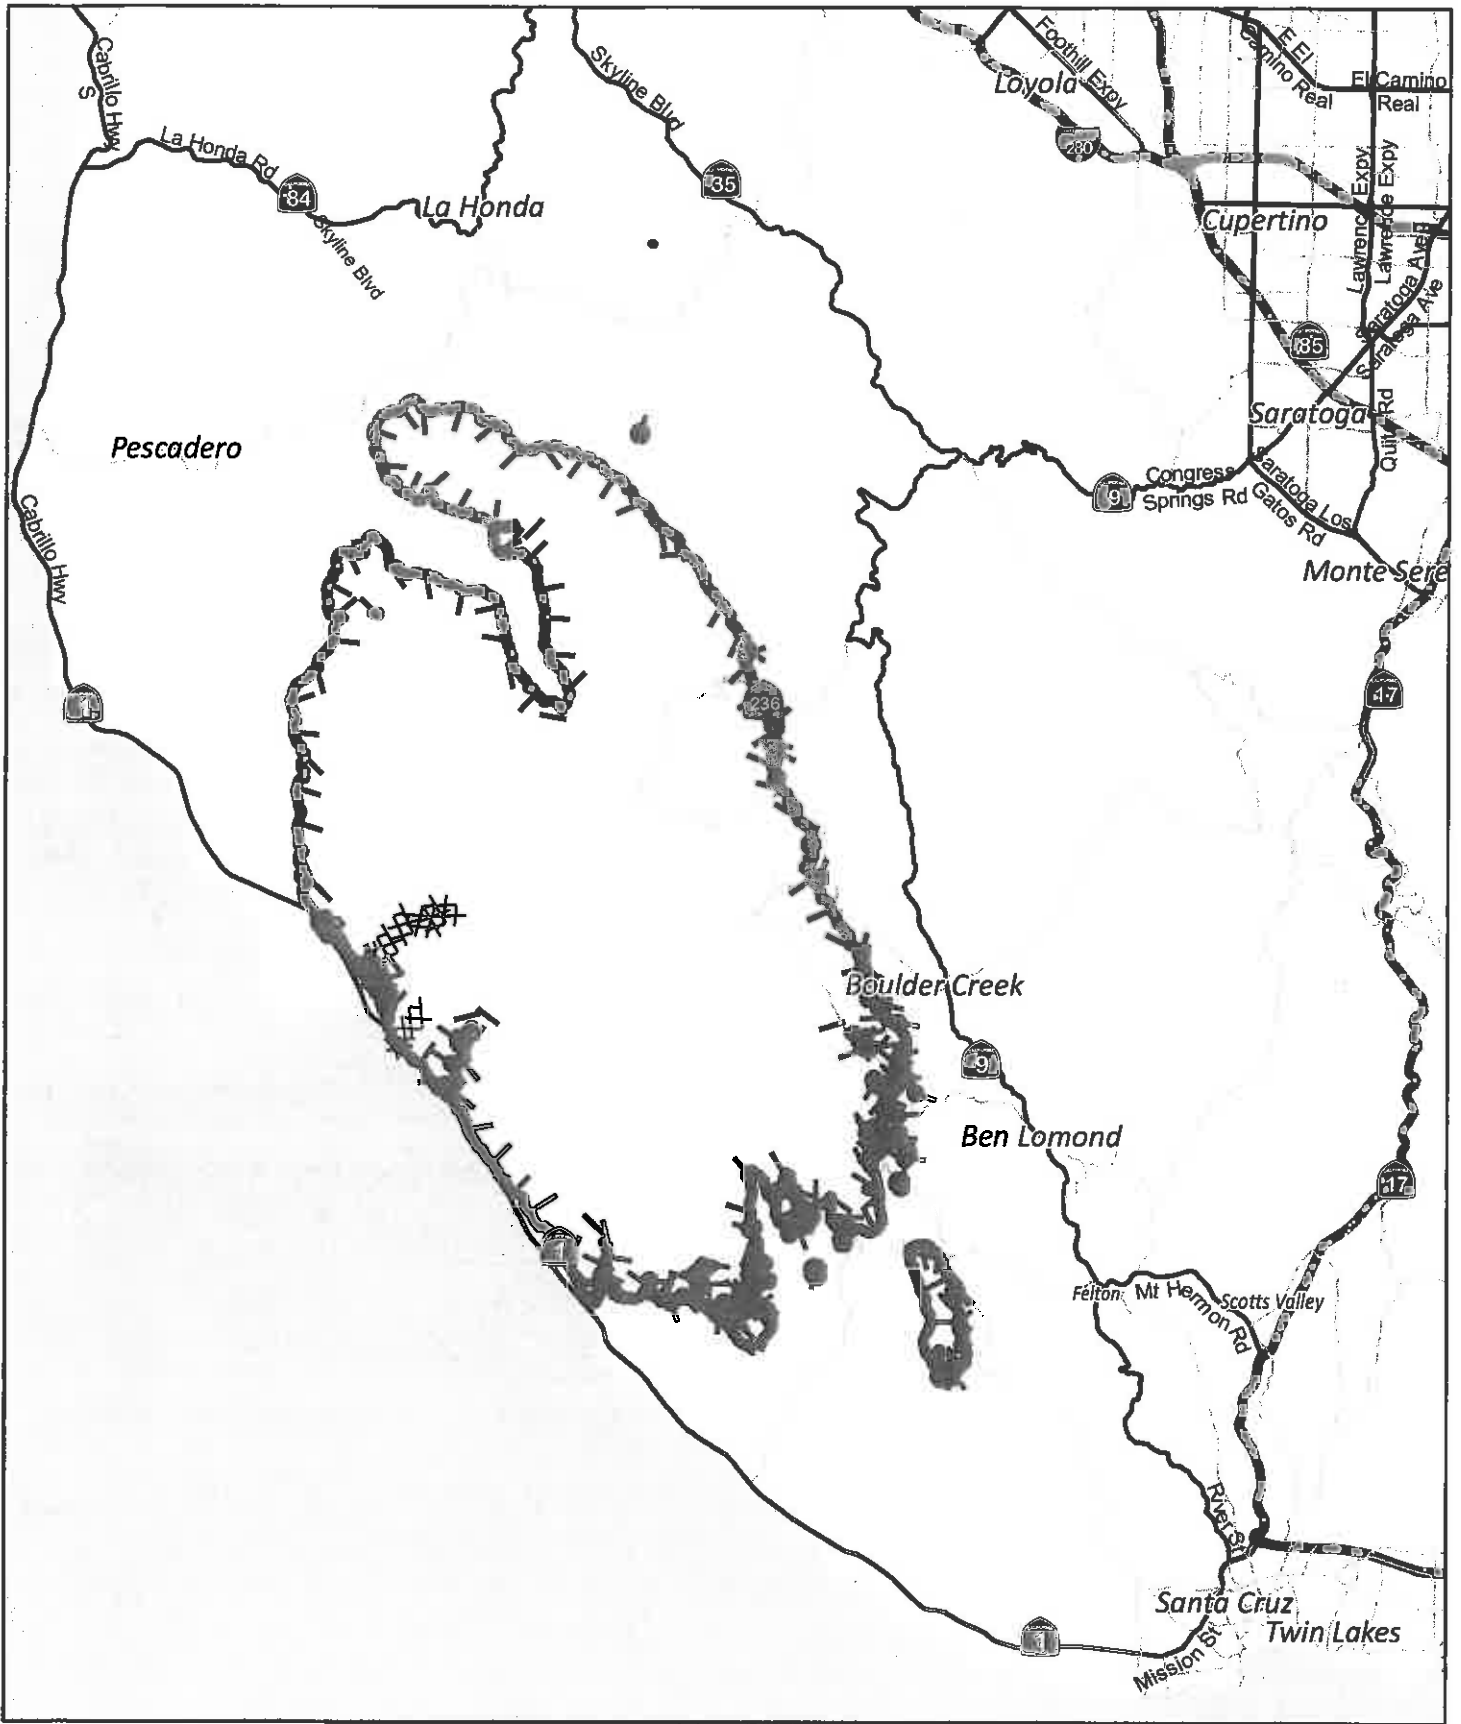 Cabrillo Hwy
S
La Honda Rd
84
Skyline Blvd
La Honda
Skyline Blvd
35
Foothill Expy
Loyola
280
E El
Camino Real
El Camino
Real
Lawrence Expy
Lawrence Expy
Cupertino
Saratoga Ave
Saratoga Ave
85
Saratoga
Quito Rd
Pescadero
Congress
Springs Rd
9
Saratoga Los
Gatos Rd
Monte Sere
Cabrillo Hwy
1
17
236
Boulder Creek
9
Ben Lomond
17
1
Felton
Mt Hermon Rd
Scotts Valley
River St
Santa Cruz
Twin Lakes
1
Mission St